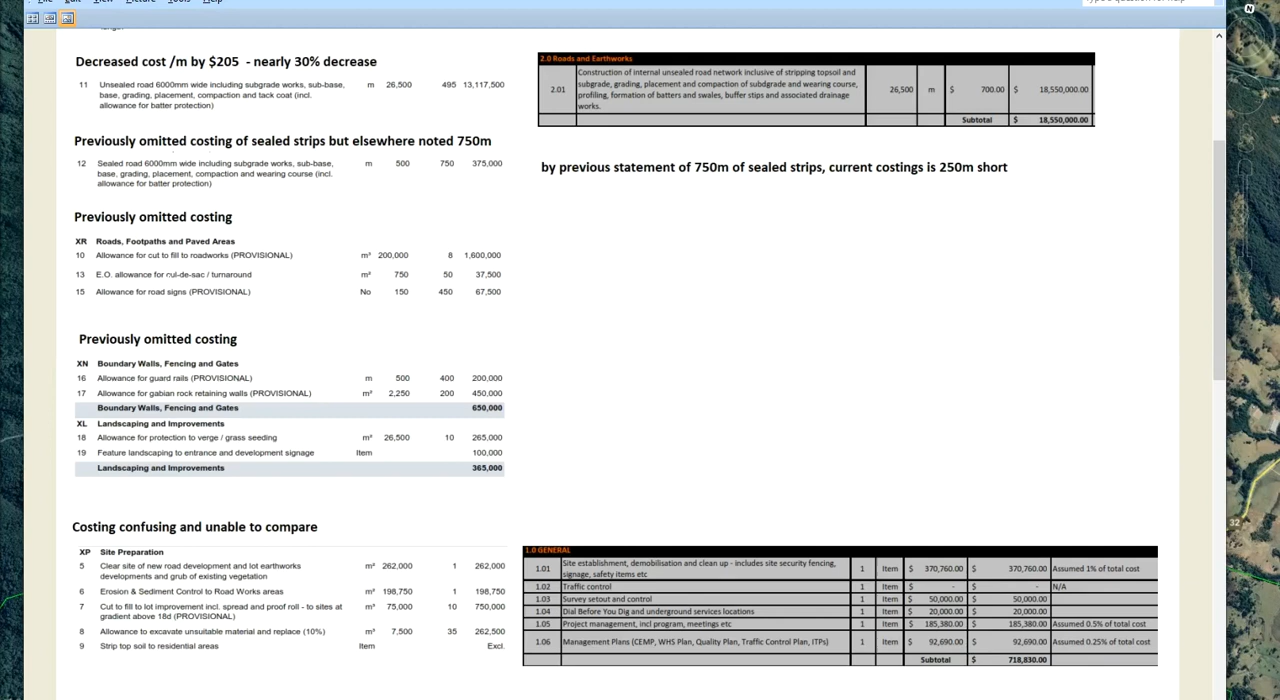 Decreased cost /m by $205 - nearly 30% decrease
11 Unsealed road 6000mm wide including subgrade works, sub-base, m 26,500 495 13,117,500
base, grading, placement, compaction and tack coat (incl.
allowance for batter protection)
2.0 Roads and Earthworks
Construction of internal unsealed road network inclusive of stripping topsoil and
subgrade, grading, placement and compaction of subdgrade and wearing course,
2.01 26,500 m $ 700.00 $ 18,550,000.00
profiling, formation of batters and swales, buffer stips and associated drainage
works.
Subtotal $ 18,550,000.00
Previously omitted costing of sealed strips but elsewhere noted 750m
12 Sealed road 6000mm wide including subgrade works, sub-base, m 500 750 375,000
base, grading, placement, compaction and wearing course (incl.
allowance for batter protection)
by previous statement of 750m of sealed strips, current costings is 250m short
Previously omitted costing
XR Roads, Footpaths and Paved Areas
10 Allowance for cut to fill to roadworks (PROVISIONAL) m³ 200,000 8 1,600,000
13 E.O. allowance for cul-de-sac / turnaround m² 750 50 37,500
15 Allowance for road signs (PROVISIONAL) No 150 450 67,500
Previously omitted costing
XN Boundary Walls, Fencing and Gates
16 Allowance for guard rails (PROVISIONAL) m 500 400 200,000
17 Allowance for gabian rock retaining walls (PROVISIONAL) m² 2,250 200 450,000
Boundary Walls, Fencing and Gates 650,000
XL Landscaping and Improvements
18 Allowance for protection to verge / grass seeding m² 26,500 10 265,000
19 Feature landscaping to entrance and development signage Item 100,000
Landscaping and Improvements 365,000
Costing confusing and unable to compare
XP Site Preparation
5 Clear site of new road development and lot earthworks m² 262,000 1 262,000
developments and grub of existing vegetation
6 Erosion & Sediment Control to Road Works areas m² 198,750 1 198,750
7 Cut to fill to lot improvement incl. spread and proof roll - to sites at m³ 75,000 10 750,000
gradient above 18d (PROVISIONAL)
8 Allowance to excavate unsuitable material and replace (10%) m³ 7,500 35 262,500
9 Strip top soil to residential areas Item Excl.
1.0 GENERAL
1.01 Site establishment, demobilisation and clean up - includes site security fencing, 1 Item $ 370,760.00 $ 370,760.00 Assumed 1% of total cost
signage, safety items etc
1.02 Traffic control 1 Item $ - $ - N/A
1.03 Survey setout and control 1 Item $ 50,000.00 $ 50,000.00
1.04 Dial Before You Dig and underground services locations 1 Item $ 20,000.00 $ 20,000.00
1.05 Project management, incl program, meetings etc 1 Item $ 185,380.00 $ 185,380.00 Assumed 0.5% of total cost
1.06 Management Plans (CEMP, WHS Plan, Quality Plan, Traffic Control Plan, ITPs) 1 Item $ 92,690.00 $ 92,690.00 Assumed 0.25% of total cost
Subtotal $ 718,830.00
N
32